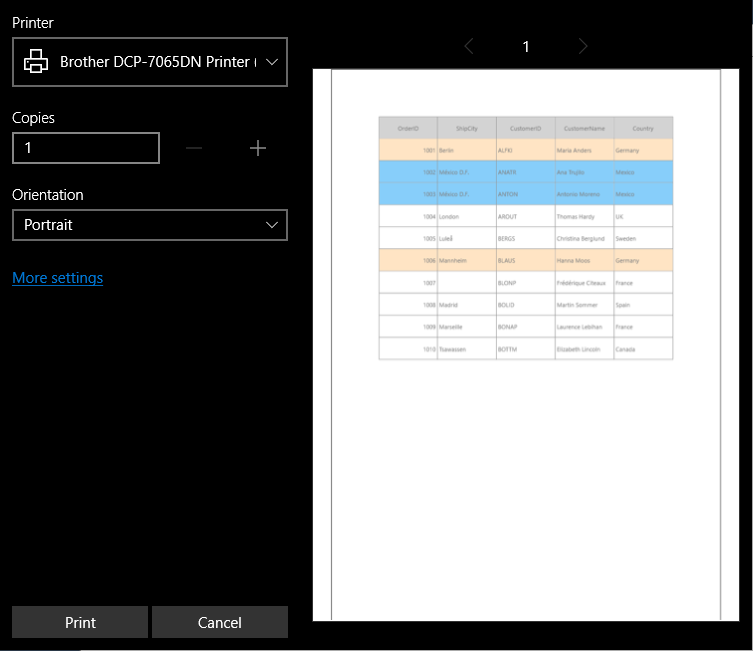 Printer
Brother DCP-7065DN Printer (
Copies
1
Orientation
Portrait
More settings
Print
Cancel
1
OrderID ShipCity CustomerID CustomerName Country
1001 Berlin ALFKI Maria Anders Germany
1002 México D.F. ANATR Ana Trujilo Mexico
1003 México D.F. ANTON Antonio Moreno Mexico
1004 London AROUT Thomas Hardy UK
1005 Luleå BERGS Christina Berglund Sweden
1006 Mannheim BLAUS Hanna Moos Germany
1007 BLONP Frédérique Citeaux France
1008 Madrid BOLID Martin Sommer Spain
1009 Marseille BONAP Laurence Lebihan France
1010 Tsawassen BOTTM Elizabeth Lincoln Canada